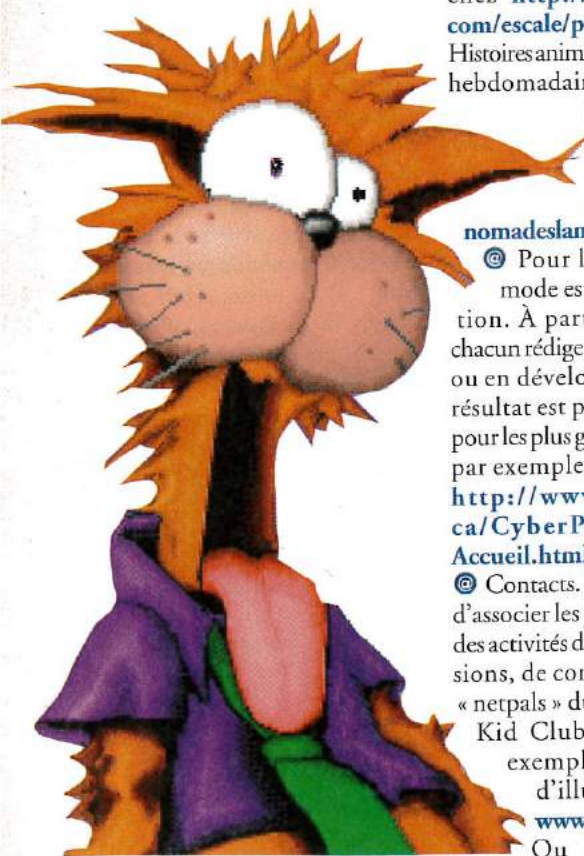 com/escale/p
Histoires anim
hebdomadair
nomadeslan
@ Pour l
mode es
tion. À part
chacun rédige
ou en dévelo
résultat est p
pour les plus g
par exemple
http://ww
ca/CyberP
Accueil.htm
@ Contacts.
d'associer les
des activités d
sions, de con
« netpals » du
Kid Club
exempl
d'illu
www
Ou